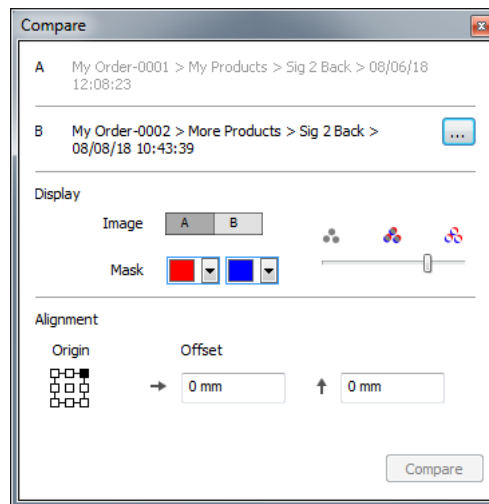 Compare
A My Order-0001 > My Products > Sig 2 Back > 08/06/18
12:08:23
B My Order-0002 > More Products > Sig 2 Back >
08/08/18 10:43:39
...
Display
Image A B
Mask
Alignment
Origin Offset
0 mm 0 mm
Compare